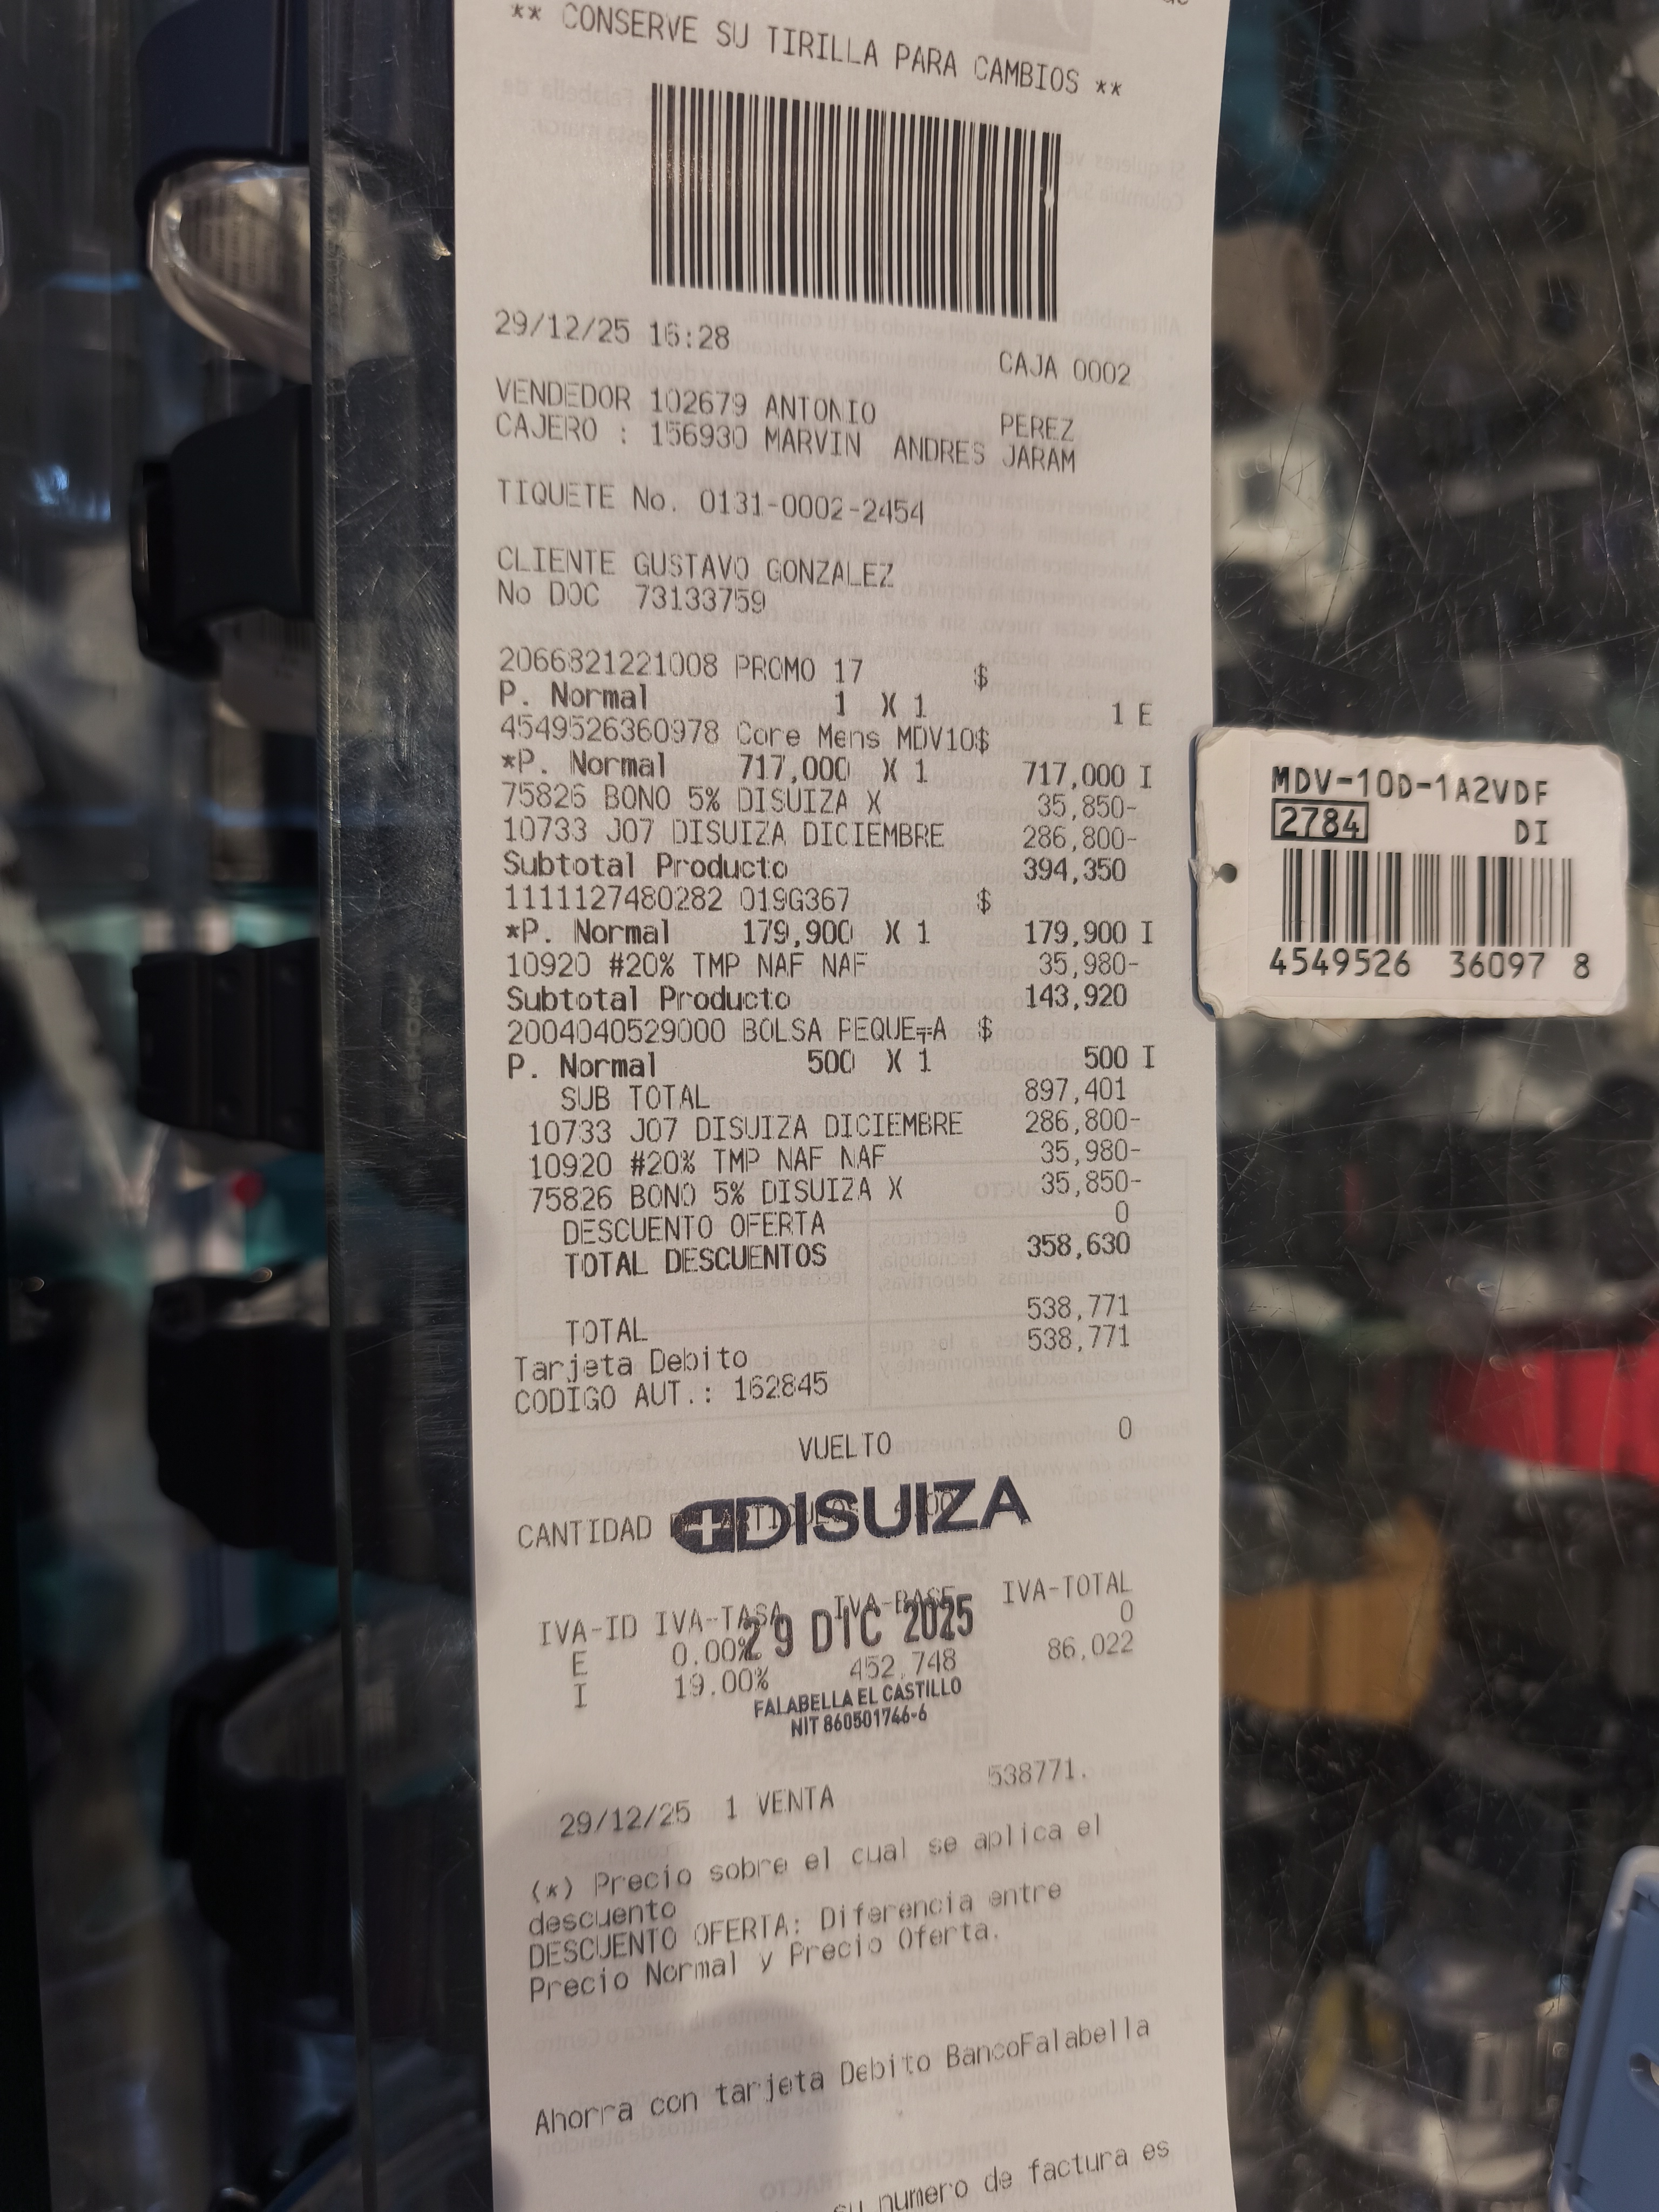 ** CONSERVE SU TIRILLA PARA CAMBIOS **
29/12/25 16:28
CAJA 0002
VENDEDOR 102679 ANTONIO PEREZ
CAJERO : 156930 MARVIN ANDRES JARAM
TIQUETE No. 0131-0002-2454
CLIENTE GUSTAVO GONZALEZ
No DOC 73133759
2066821221008 PROMO 17 $
P. Normal 1 X 1 1 E
4549526360978 Core Mens MDV10$
*P. Normal 717,000 X 1 717,000 I
75826 BONO 5% DISUIZA X 35,850-
10733 J07 DISUIZA DICIEMBRE 286,800-
Subtotal Producto 394,350
1111127480282 019G367 $
*P. Normal 179,900 X 1 179,900 I
10920 #20% TMP NAF NAF 35,980-
Subtotal Producto 143,920
2004040529000 BOLSA PEQUE╤A $
P. Normal 500 X 1 500 I
SUB TOTAL 897,401
10733 J07 DISUIZA DICIEMBRE 286,800-
10920 #20% TMP NAF NAF 35,980-
75826 BONO 5% DISUIZA X 35,850-
DESCUENTO OFERTA 0
TOTAL DESCUENTOS 358,630
TOTAL 538,771
Tarjeta Debito 538,771
CODIGO AUT.: 162845
VUELTO 0
CANTIDAD
DISUIZA
IVA-ID IVA-TASA IVA-BASE IVA-TOTAL
E 0.00% 0
I 19.00% 452,748 86,022
29 DIC 2025
FALABELLA EL CASTILLO
NIT 860501746-6
29/12/25 1 VENTA 538771.
(*) Precio sobre el cual se aplica el
descuento
DESCUENTO OFERTA: Diferencia entre
Precio Normal y Precio Oferta.
Ahorra con tarjeta Debito BancoFalabella
su numero de factura es
MDV-10D-1A2VDF
2784 DI
4549526 36097 8